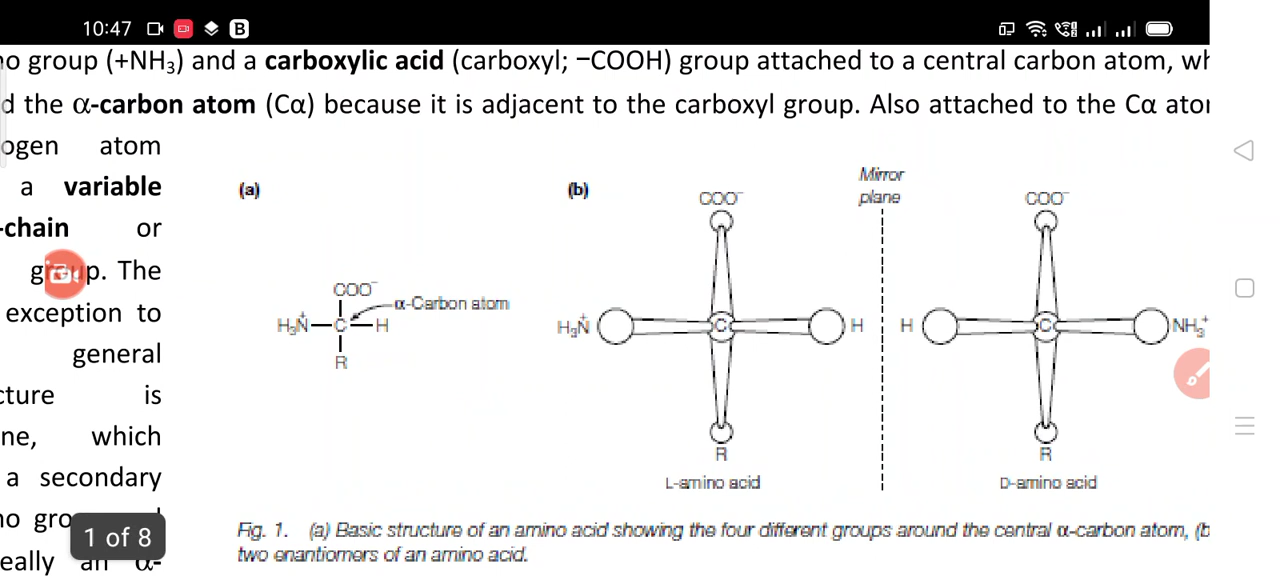 10:47 B
no group (+NH₃) and a carboxylic acid (carboxyl; −COOH) group attached to a central carbon atom, wh
d the α-carbon atom (Cα) because it is adjacent to the carboxyl group. Also attached to the Cα ator
ogen atom
a variable
-chain or
group. The
exception to
general
cture is
ne, which
a secondary
no gro
eally an α-
1 of 8
(a)
COO⁻
α-Carbon atom
H₃N⁺—C—H
R
(b)
COO⁻
H₃N⁺ C H
R
L-amino acid
Mirror
plane
COO⁻
H C NH₃⁺
R
D-amino acid
Fig. 1. (a) Basic structure of an amino acid showing the four different groups around the central α-carbon atom, (b
two enantiomers of an amino acid.